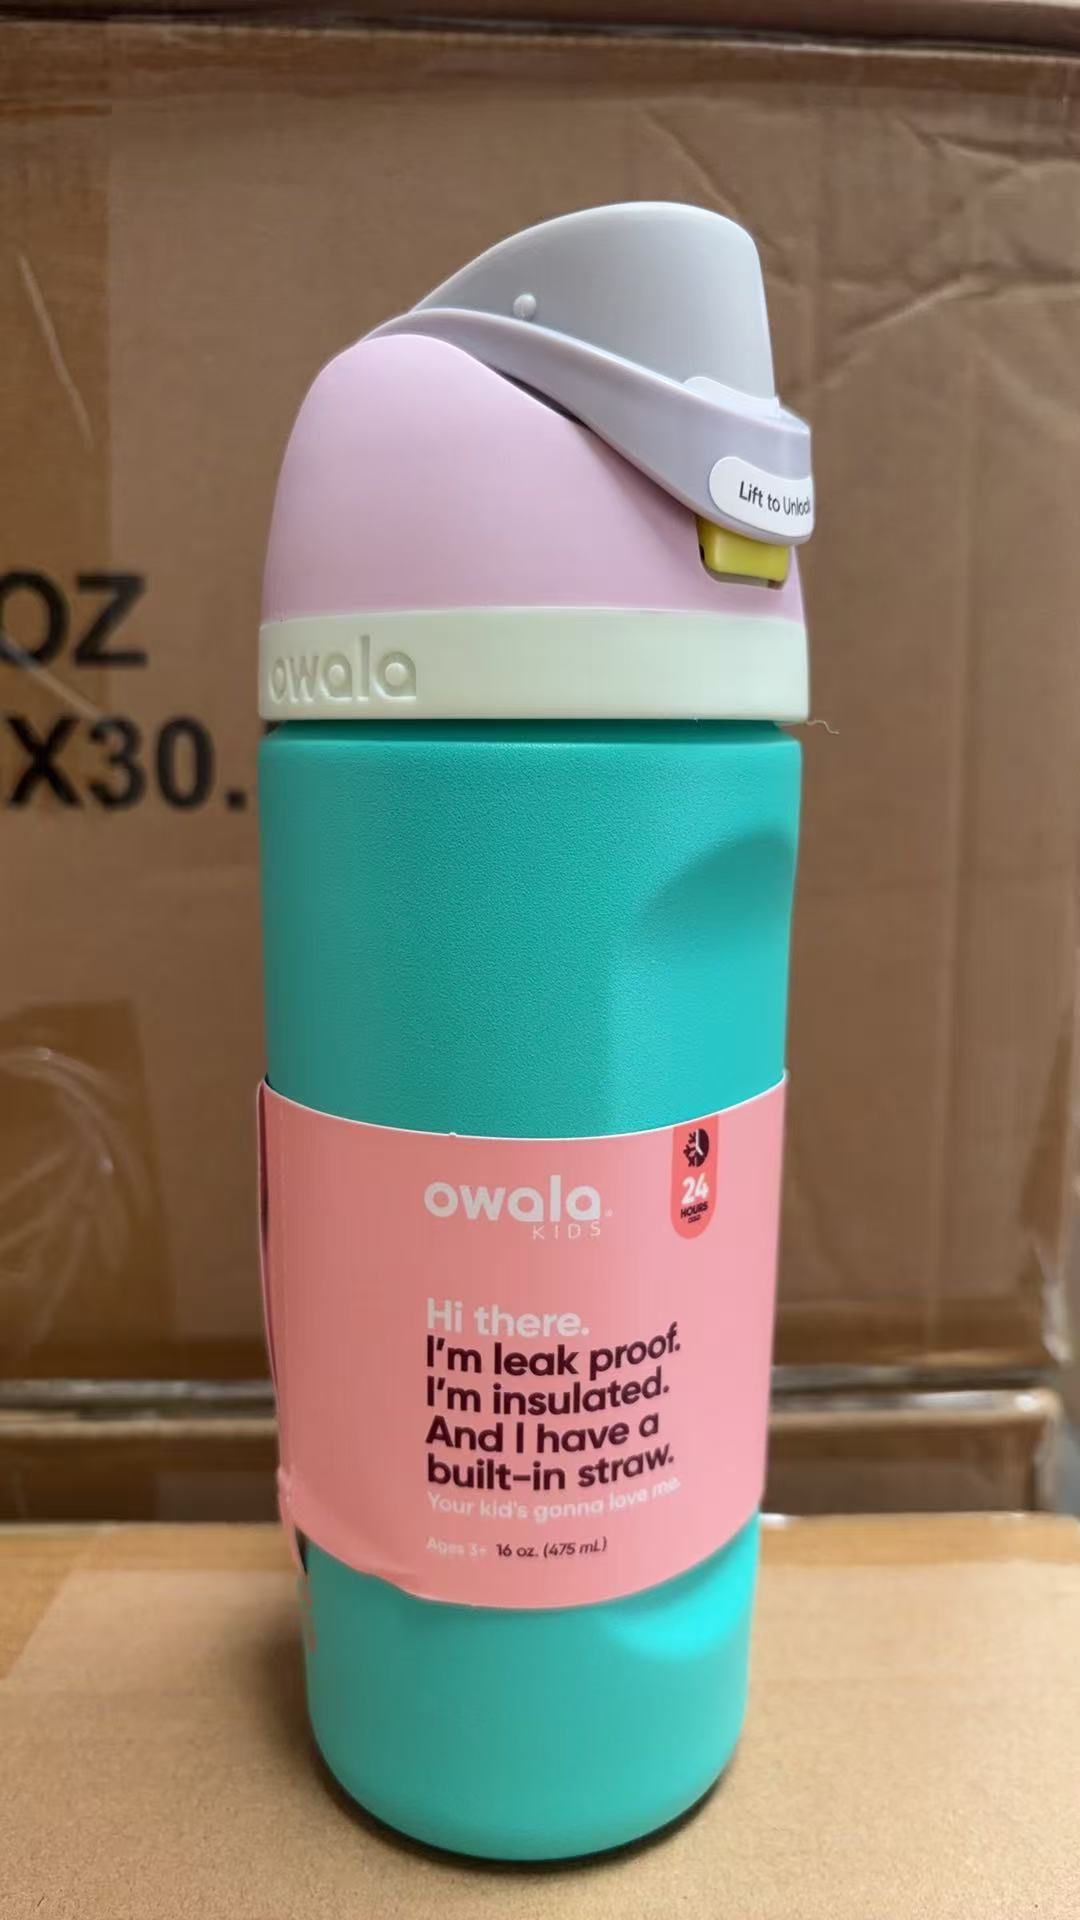 Lift to Unlock
OZ
X30.
owala
owala
KIDS
24
HOURS
COLD
Hi there.
I'm leak proof.
I'm insulated.
And I have a
built-in straw.
Your kid's gonna love me.
Ages 3+ 16 oz. (475 mL)